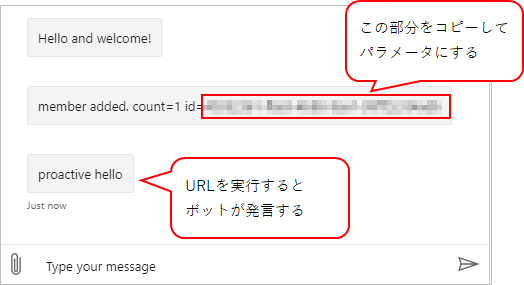 この部分をコピーして
パラメータにする
Hello and welcome!
member added. count=1 id=
proactive hello
URLを実行すると
ボットが発言する
Just now
Type your message